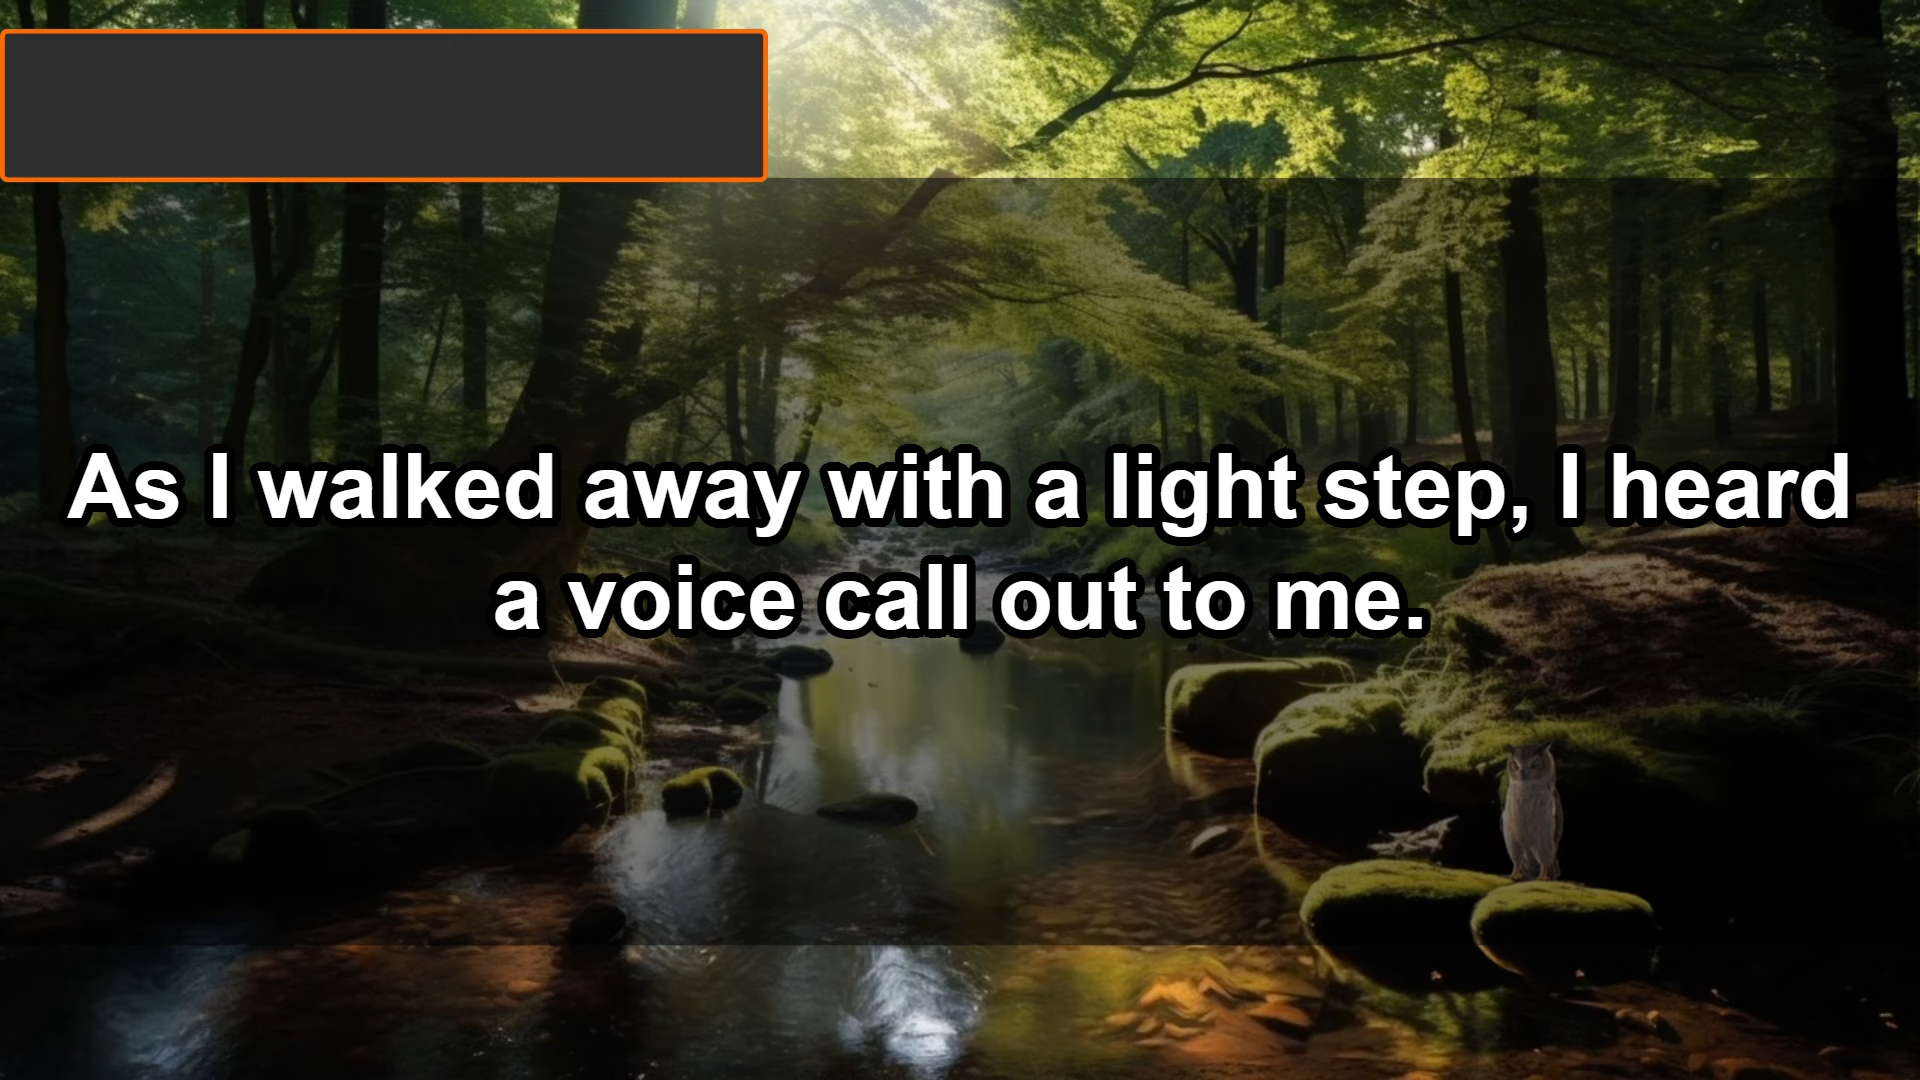 As I walked away with a light step, I heard
a voice call out to me.